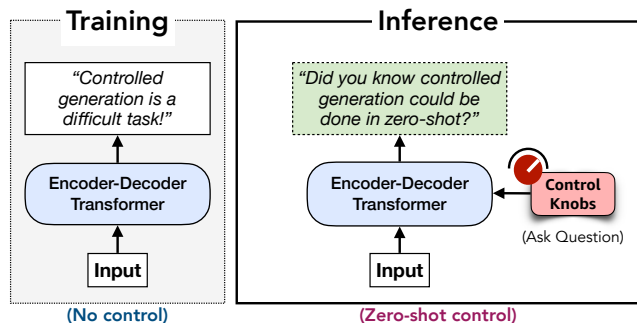 Training
“Controlled
generation is a
difficult task!”
Encoder-Decoder
Transformer
Input
(No control)
Inference
“Did you know controlled
generation could be
done in zero-shot?”
Encoder-Decoder
Transformer
Control
Knobs
(Ask Question)
Input
(Zero-shot control)